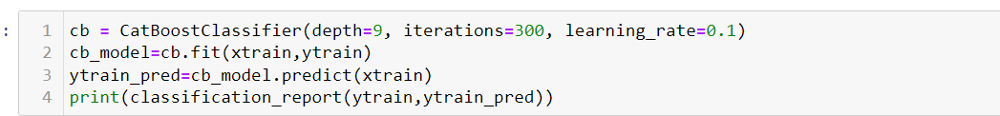 : 1 cb = CatBoostClassifier(depth=9, iterations=300, learning_rate=0.1)
2 cb_model=cb.fit(xtrain,ytrain)
3 ytrain_pred=cb_model.predict(xtrain)
4 print(classification_report(ytrain,ytrain_pred))